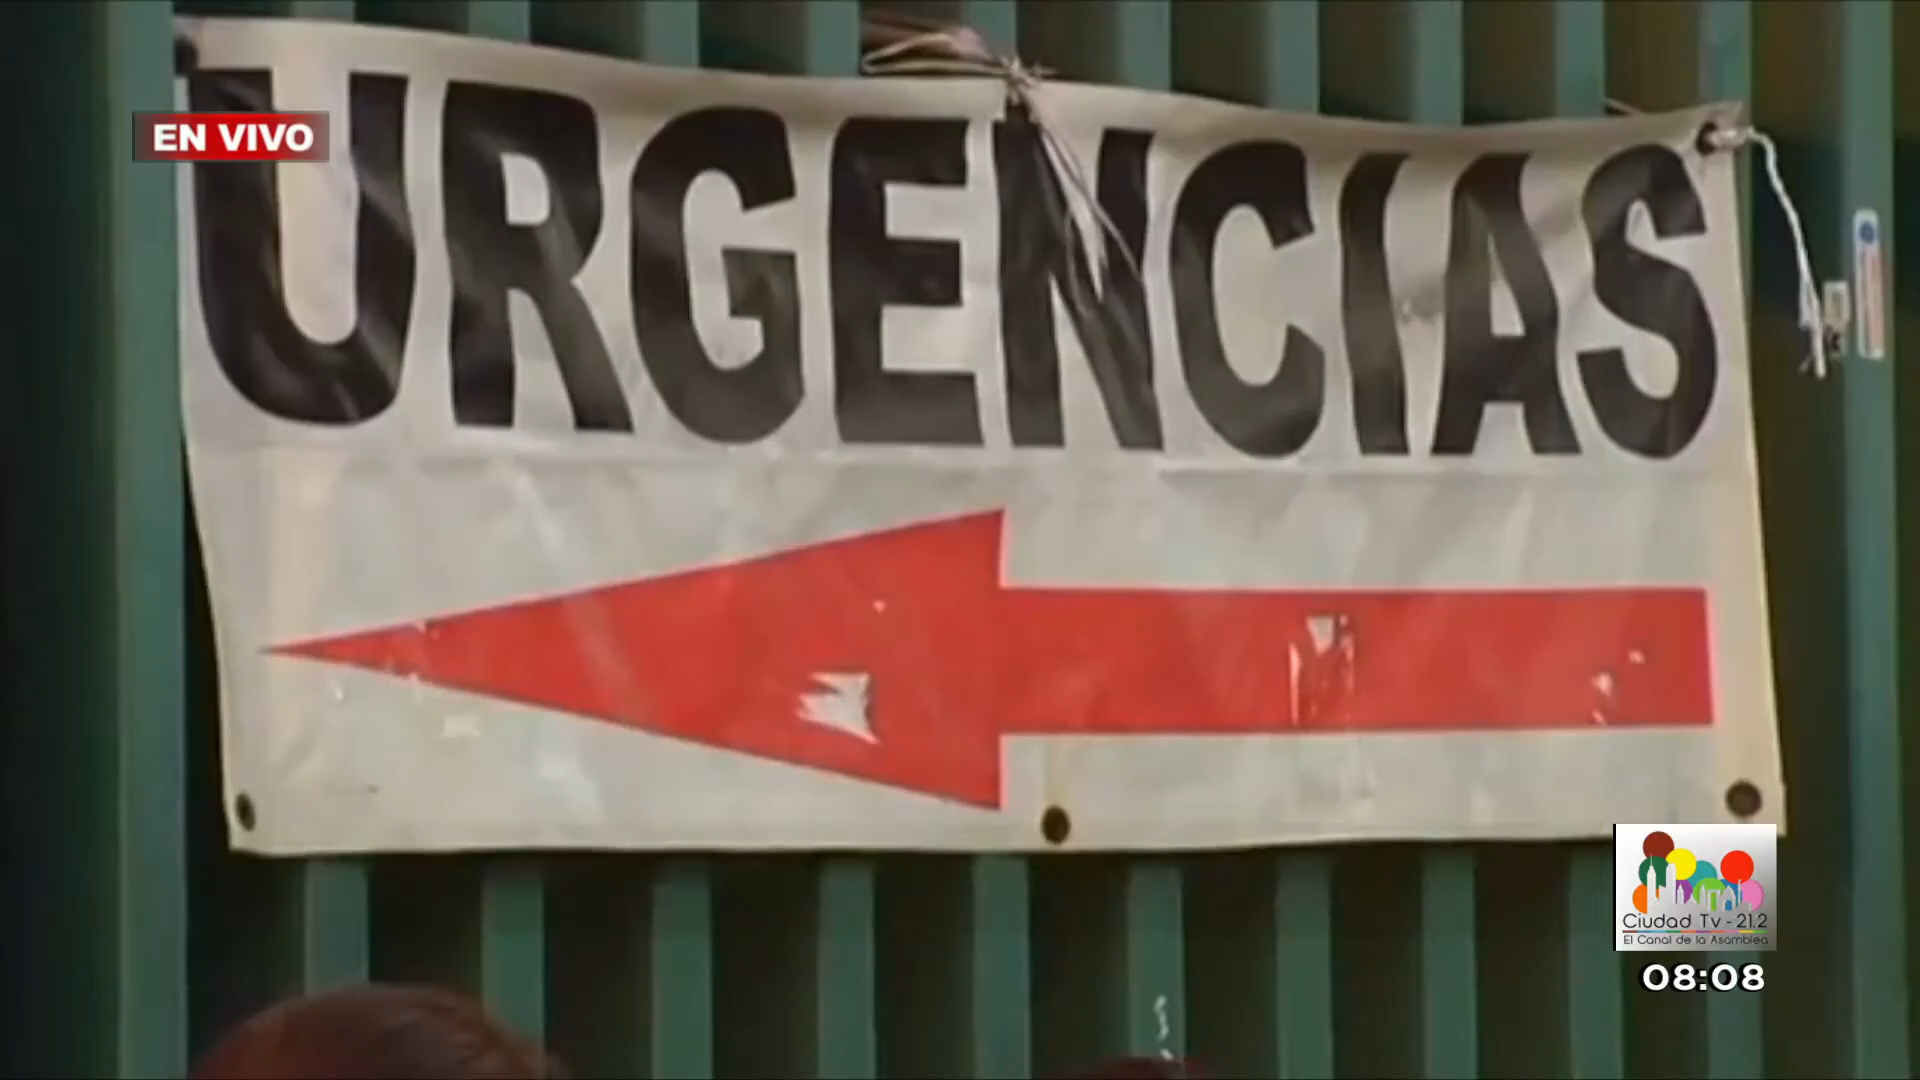 EN VIVO
URGENCIAS
Ciudad Tv - 21.2
El Canal de la Asamblea
08:08